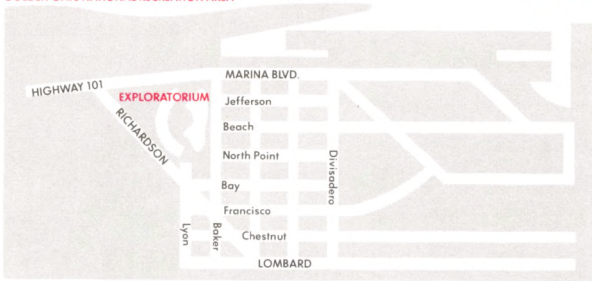 MARINA BLVD.
HIGHWAY 101
EXPLORATORIUM
Jefferson
RICHARDSON
Beach
North Point
Divisadero
Bay
Francisco
Lyon
Baker
Chestnut
LOMBARD